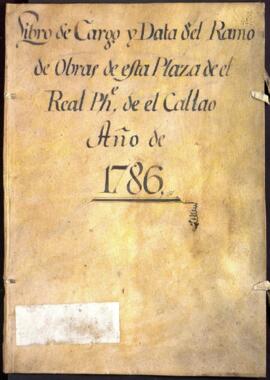 Libro de Cargo y Data del Ramo
de Obras de esta Plaza de el
Real Phe. de el Callao
Año de
1786.